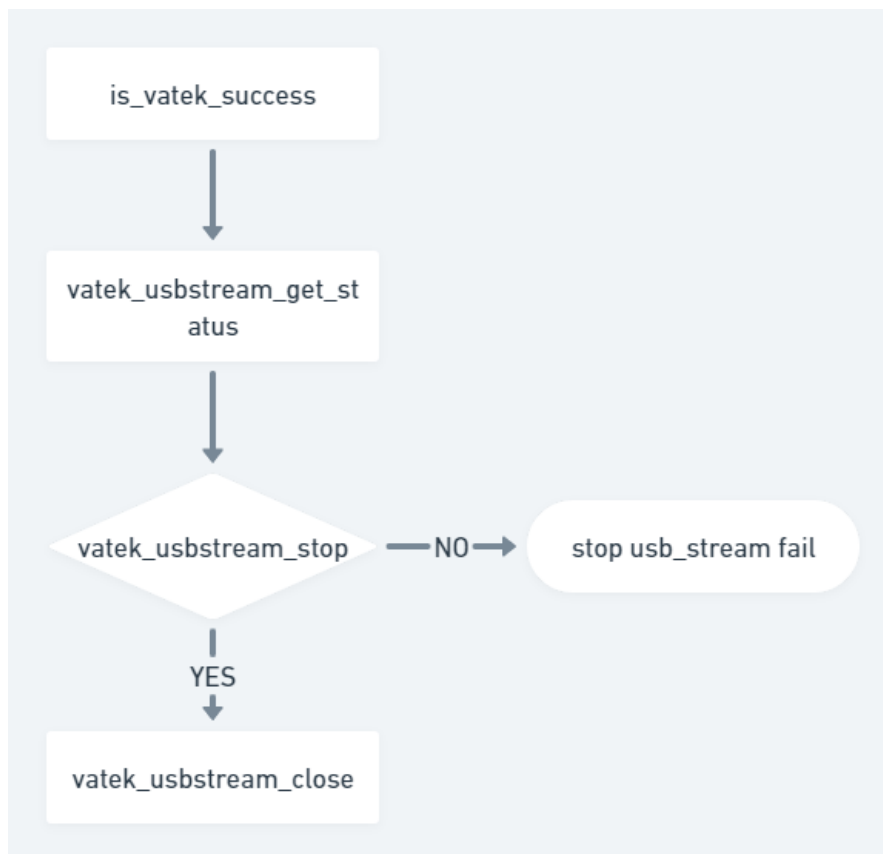 is_vatek_success
vatek_usbstream_get_st
atus
vatek_usbstream_stop
NO
stop usb_stream fail
YES
vatek_usbstream_close